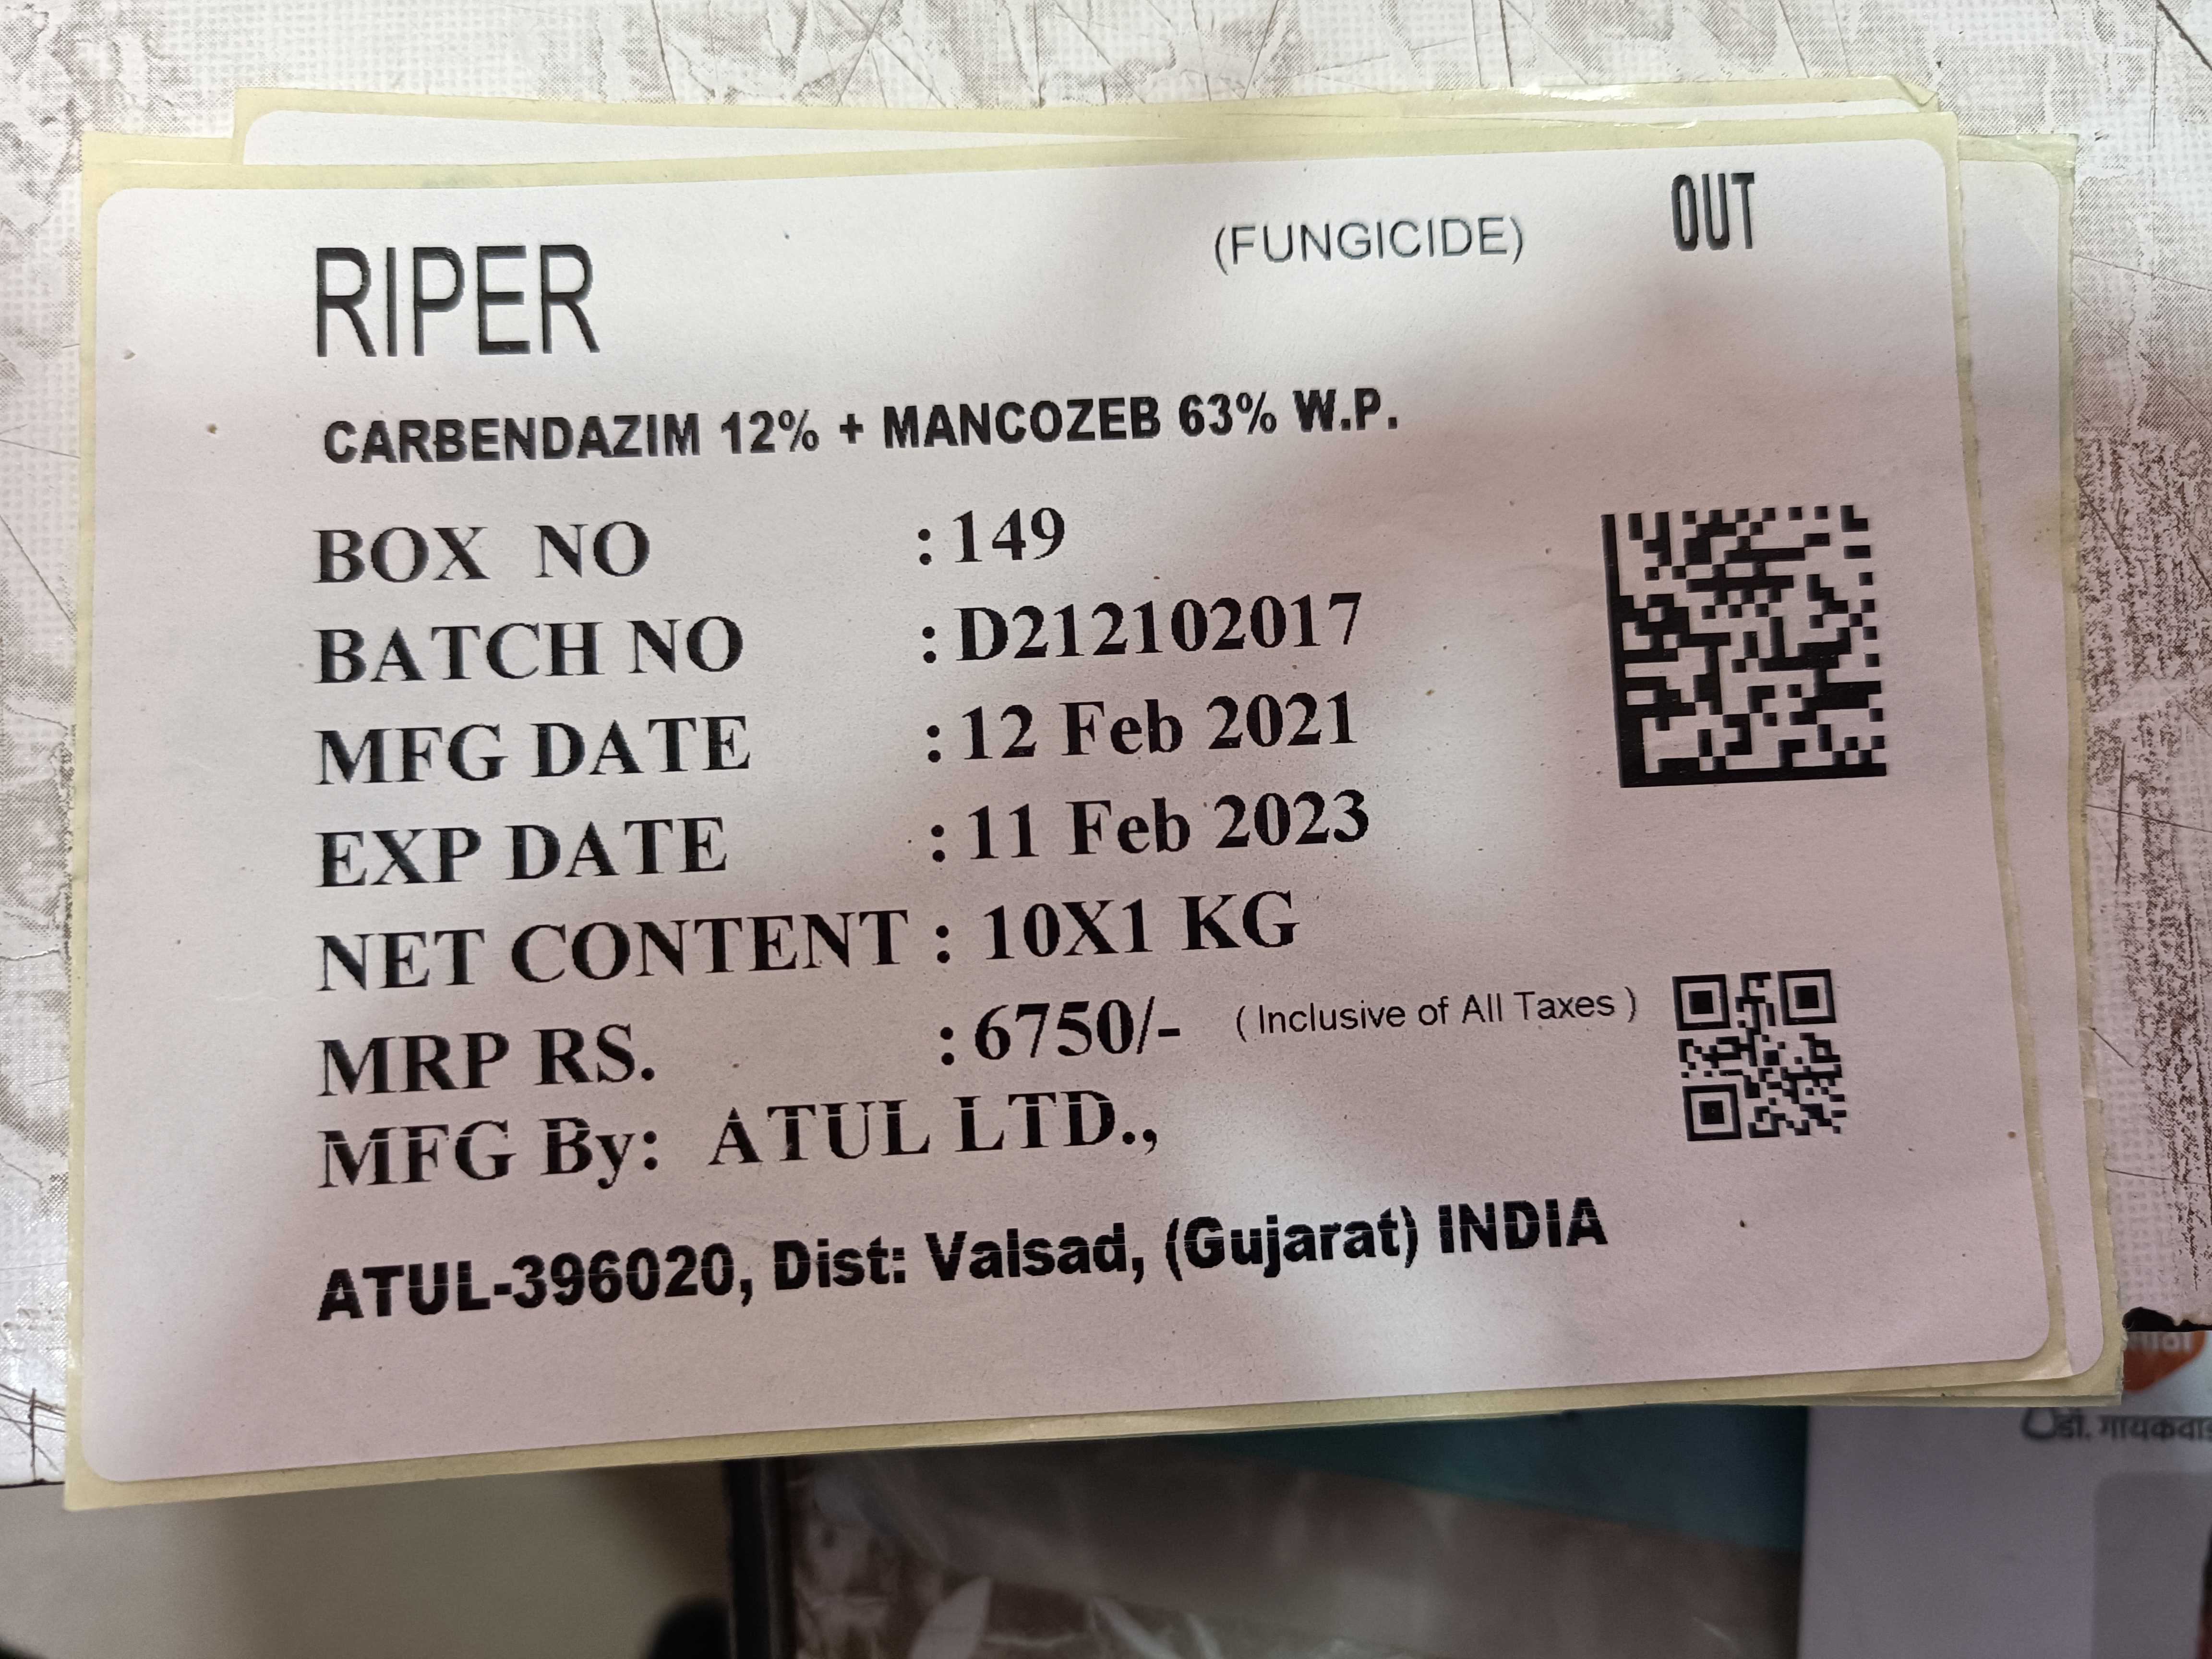 OUT
(FUNGICIDE)
RIPER
CARBENDAZIM 12% + MANCOZEB 63% W.P.
BOX NO : 149
BATCH NO : D212102017
MFG DATE : 12 Feb 2021
EXP DATE : 11 Feb 2023
NET CONTENT : 10X1 KG
MRP RS. : 6750/- ( Inclusive of All Taxes )
MFG By: ATUL LTD.,
ATUL-396020, Dist: Valsad, (Gujarat) INDIA
डॉ.